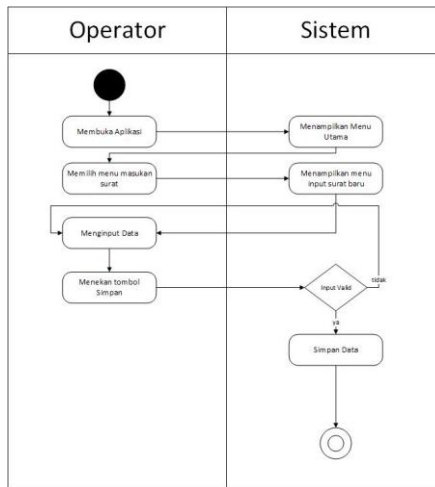 Operator
Sistem
Membuka Aplikasi
Menampilkan Menu
Utama
Memilih menu masukan
surat
Menampilkan menu
input surat baru
Menginput Data
Menekan tombol
Simpan
Input Valid
tidak
ya
Simpan Data